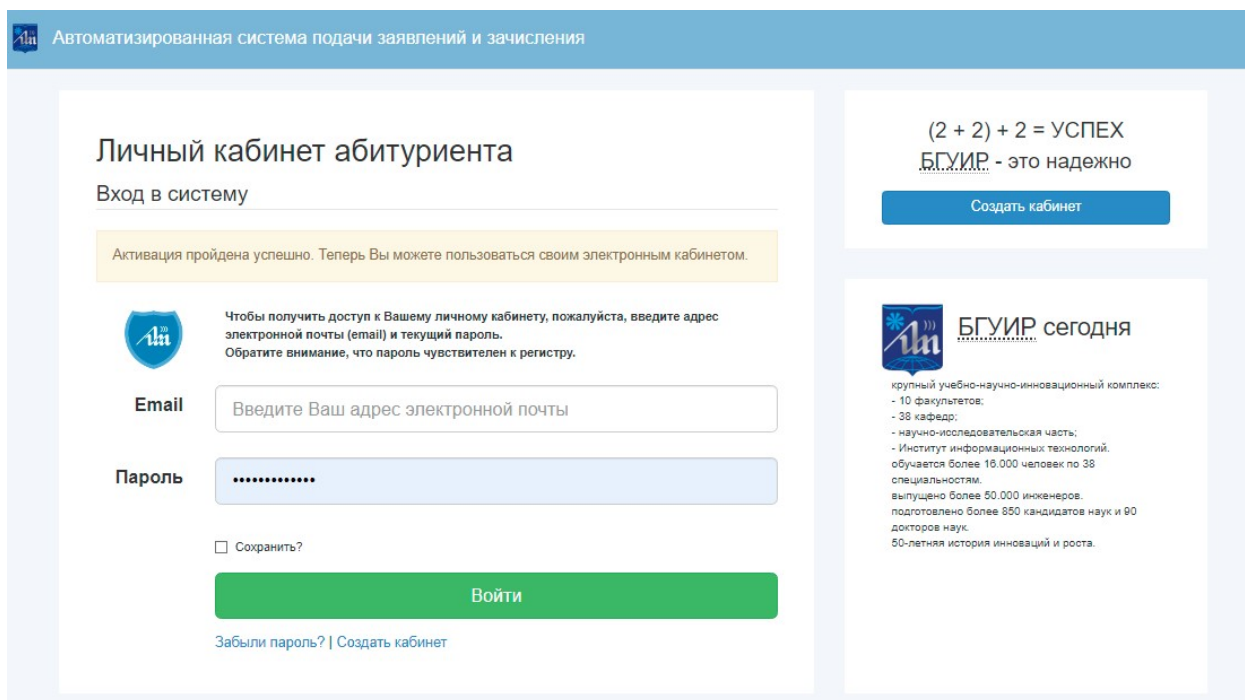 Автоматизированная система подачи заявлений и зачисления
Личный кабинет абитуриента
Вход в систему
Активация пройдена успешно. Теперь Вы можете пользоваться своим электронным кабинетом.
Чтобы получить доступ к Вашему личному кабинету, пожалуйста, введите адрес
электронной почты (email) и текущий пароль.
Обратите внимание, что пароль чувствителен к регистру.
Email
Введите Ваш адрес электронной почты
Пароль
•••••••••••••
Сохранить?
Войти
Забыли пароль? | Создать кабинет
(2 + 2) + 2 = УСПЕХ
БГУИР - это надежно
Создать кабинет
БГУИР сегодня
крупный учебно-научно-инновационный комплекс:
- 10 факультетов;
- 38 кафедр;
- научно-исследовательская часть;
- Институт информационных технологий.
обучается более 16.000 человек по 38
специальностям.
выпущено более 50.000 инженеров.
подготовлено более 850 кандидатов наук и 90
докторов наук.
50-летняя история инноваций и роста.